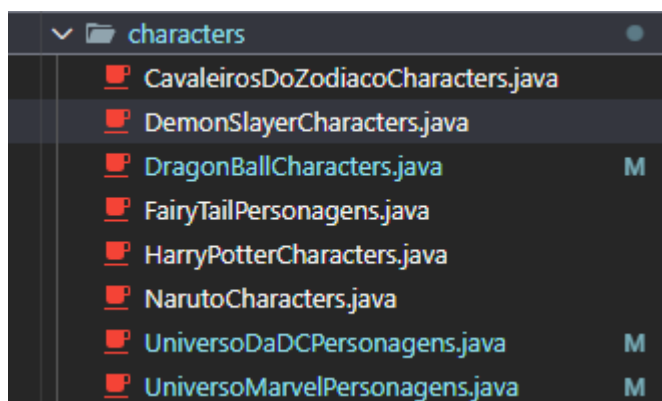 characters
CavaleirosDoZodiacoCharacters.java
DemonSlayerCharacters.java
DragonBallCharacters.java M
FairyTailPersonagens.java
HarryPotterCharacters.java
NarutoCharacters.java
UniversoDaDCPersonagens.java M
UniversoMarvelPersonagens.java M